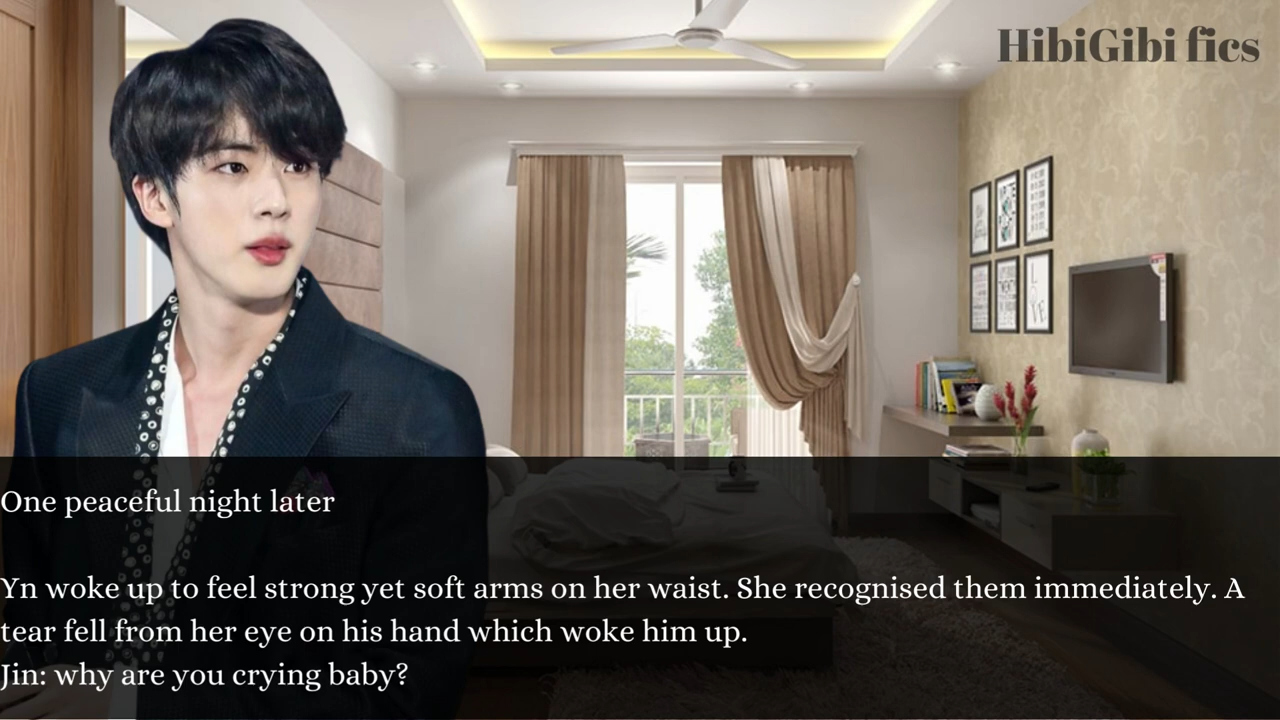 HibiGibi fics
One peaceful night later
Yn woke up to feel strong yet soft arms on her waist. She recognised them immediately. A
tear fell from her eye on his hand which woke him up.
Jin: why are you crying baby?